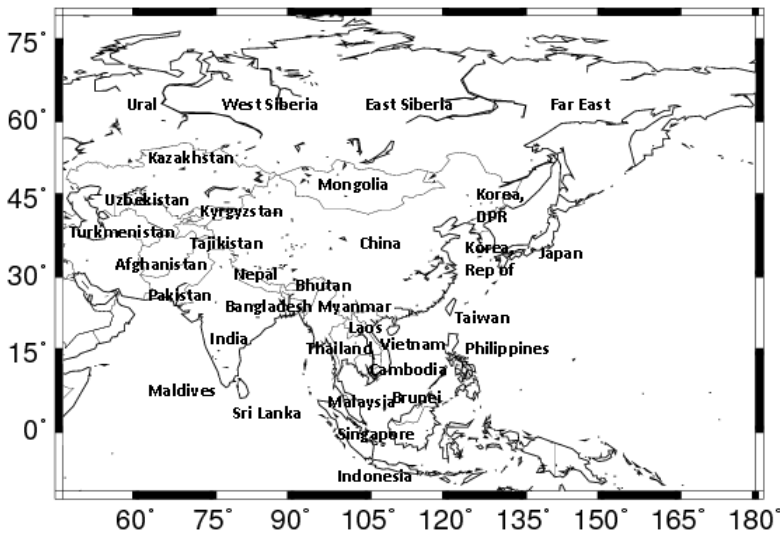 75°
60°
45°
30°
15°
0°
Ural
West Siberia
East Siberia
Far East
Kazakhstan
Mongolia
Uzbekistan
Korea,
DPR
Kyrgyzstan
Turkmenistan
Tajikistan
China
Korea,
Rep of
Japan
Afghanistan
Nepal
Bhutan
Pakistan
Bangladesh
Myanmar
Taiwan
Laos
India
Thailand
Vietnam
Philippines
Cambodia
Maldives
Malaysia
Brunei
Sri Lanka
Singapore
Indonesia
60° 75° 90° 105° 120° 135° 150° 165° 180°